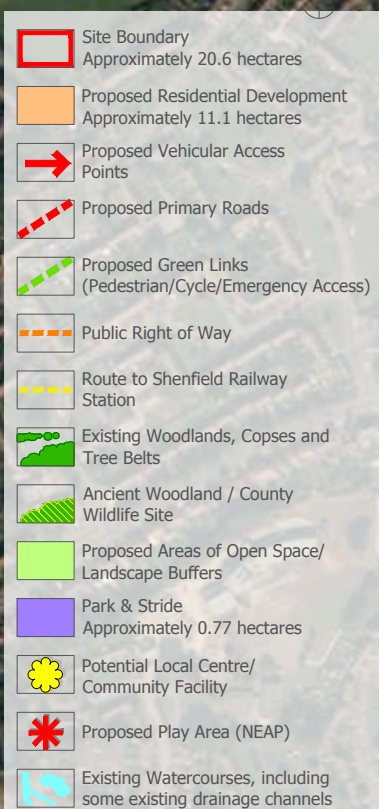 Site Boundary
Approximately 20.6 hectares
Proposed Residential Development
Approximately 11.1 hectares
Proposed Vehicular Access
Points
Proposed Primary Roads
Proposed Green Links
(Pedestrian/Cycle/Emergency Access)
Public Right of Way
Route to Shenfield Railway
Station
Existing Woodlands, Copses and
Tree Belts
Ancient Woodland / County
Wildlife Site
Proposed Areas of Open Space/
Landscape Buffers
Park & Stride
Approximately 0.77 hectares
Potential Local Centre/
Community Facility
Proposed Play Area (NEAP)
Existing Watercourses, including
some existing drainage channels